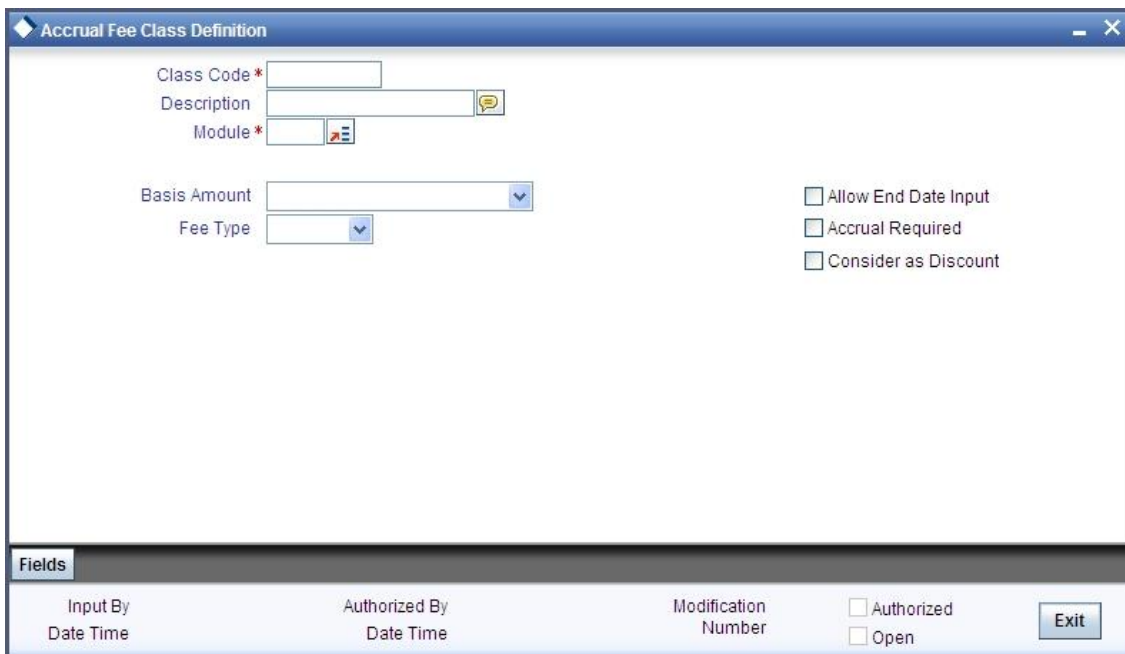 Accrual Fee Class Definition
Class Code *
Description
Module *
Basis Amount
Allow End Date Input
Fee Type
Accrual Required
Consider as Discount
Fields
Input By
Authorized By
Modification
Number
Authorized
Date Time
Date Time
Open
Exit